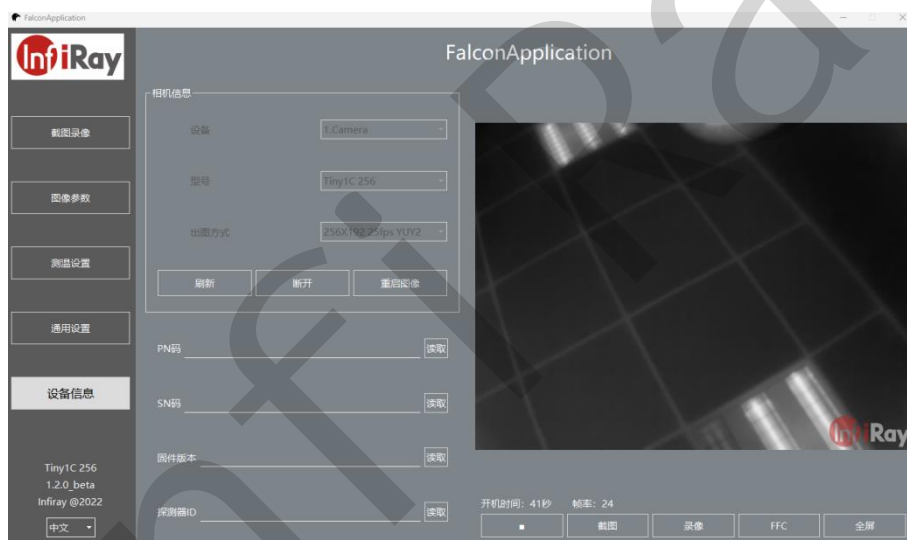 FalconApplication
InfiRay
FalconApplication
相机信息
截图录像
设备
1.Camera
图像参数
型号
Tiny1C 256
出图方式
256X192 25fps YUY2
测温设置
刷新
断开
重启图像
通用设置
PN码
读取
设备信息
SN码
读取
InfiRay
固件版本
读取
Tiny1C 256
1.2.0_beta
Infiray @2022
中文
探测器ID
读取
开机时间: 41秒 帧率: 24
截图
录像
FFC
全屏